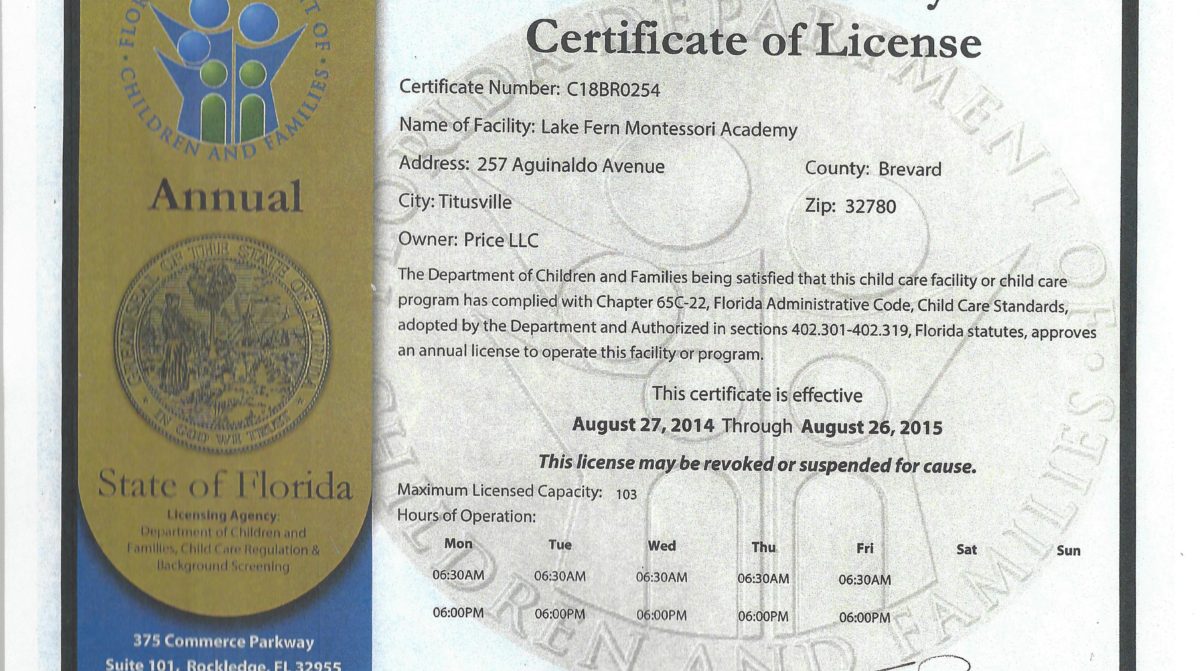 Certificate of License
Certificate Number: C18BR0254
Name of Facility: Lake Fern Montessori Academy
Address: 257 Aguinaldo Avenue County: Brevard
City: Titusville Zip: 32780
Owner: Price LLC
The Department of Children and Families being satisfied that this child care facility or child care
program has complied with Chapter 65C-22, Florida Administrative Code, Child Care Standards,
adopted by the Department and Authorized in sections 402.301-402.319, Florida statutes, approves
an annual license to operate this facility or program.
This certificate is effective
August 27, 2014 Through August 26, 2015
This license may be revoked or suspended for cause.
Maximum Licensed Capacity: 103
Hours of Operation:
Mon Tue Wed Thu Fri Sat Sun
06:30AM 06:30AM 06:30AM 06:30AM 06:30AM
06:00PM 06:00PM 06:00PM 06:00PM 06:00PM
CHILDREN AND FAMILIES
Annual
GREAT SEAL OF THE STATE OF FLORIDA
IN GOD WE TRUST
State of Florida
Licensing Agency:
Department of Children and
Families, Child Care Regulation &
Background Screening
375 Commerce Parkway
Suite 101, Rockledge, FL 32955
FLORIDA DEPARTMENT OF
CHILDREN AND FAMILIES